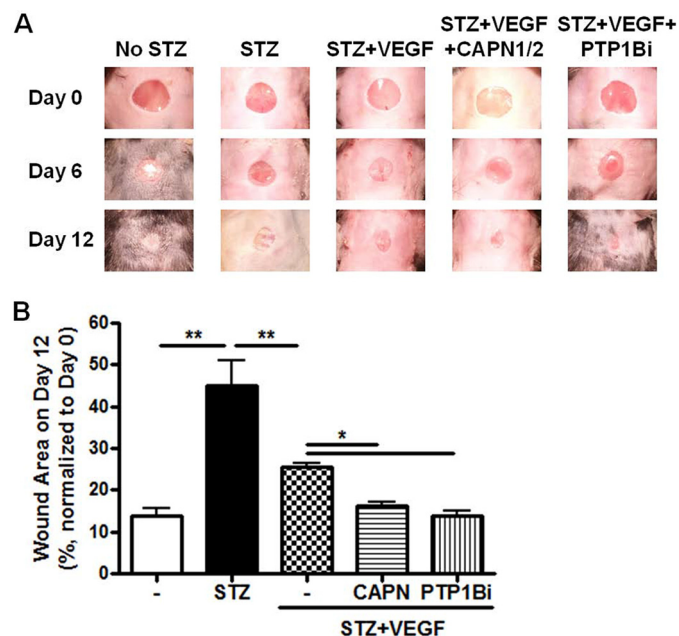 A
No STZ
STZ
STZ+VEGF
STZ+VEGF
+CAPN1/2
STZ+VEGF+
PTP1Bi
Day 0
Day 6
Day 12
B
Wound Area on Day 12
(%, normalized to Day 0)
60
50
40
30
20
10
0
**
**
*
-
STZ
-
CAPN
PTP1Bi
STZ+VEGF